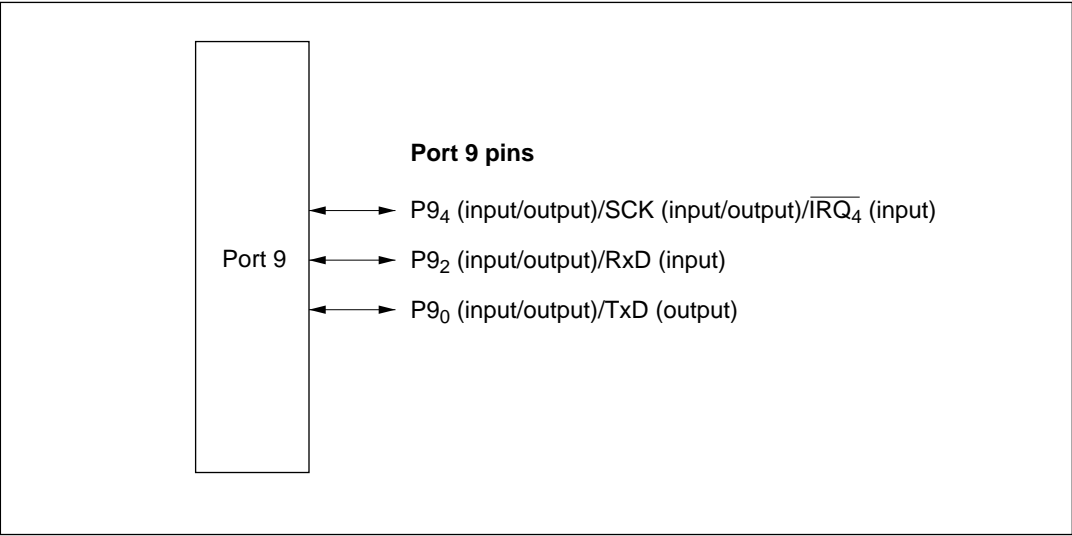 Port 9 pins
P9₄ (input/output)/SCK (input/output)/I̅R̅Q̅₄̅ (input)
Port 9
P9₂ (input/output)/RxD (input)
P9₀ (input/output)/TxD (output)